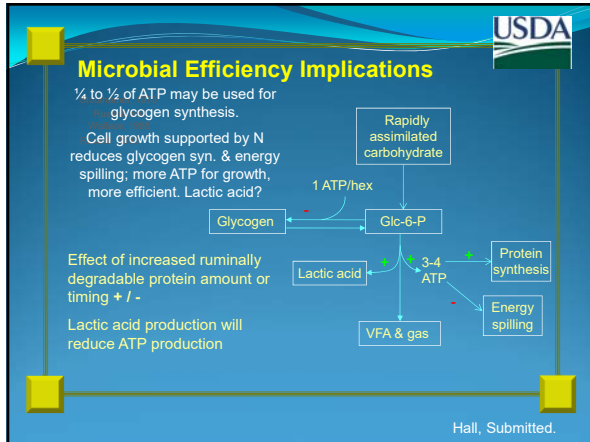 USDA
Microbial Efficiency Implications
¼ to ½ of ATP may be used for
glycogen synthesis.
Cell growth supported by N
reduces glycogen syn. & energy
spilling; more ATP for growth,
more efficient. Lactic acid?
Rapidly
assimilated
carbohydrate
1 ATP/hex
-
Glycogen
Glc-6-P
Effect of increased ruminally
degradable protein amount or
timing + / -
Lactic acid production will
reduce ATP production
Lactic acid
+
+
3-4
ATP
+
Protein
synthesis
-
Energy
spilling
VFA & gas
Hall, Submitted.